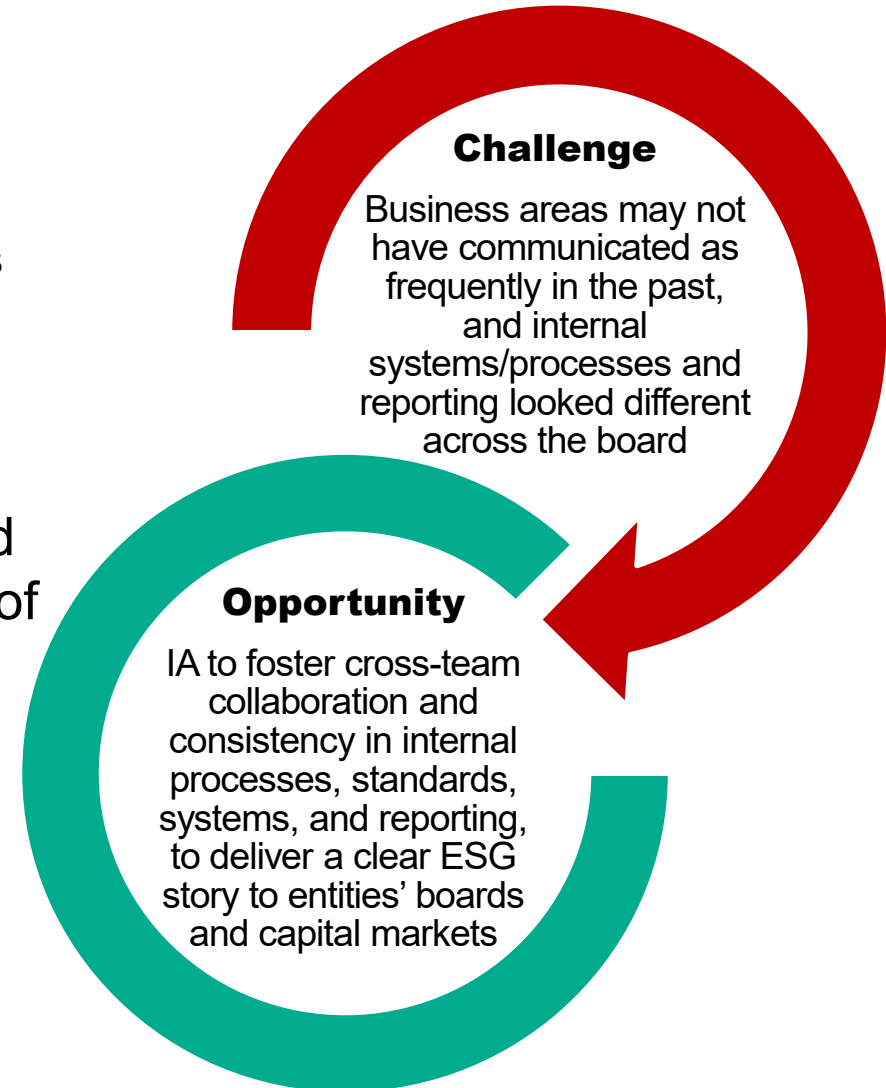 Challenge
Business areas may not
have communicated as
frequently in the past,
and internal
systems/processes and
reporting looked different
across the board
of
Opportunity
IA to foster cross-team
collaboration and
consistency in internal
processes, standards,
systems, and reporting,
to deliver a clear ESG
story to entities’ boards
and capital markets